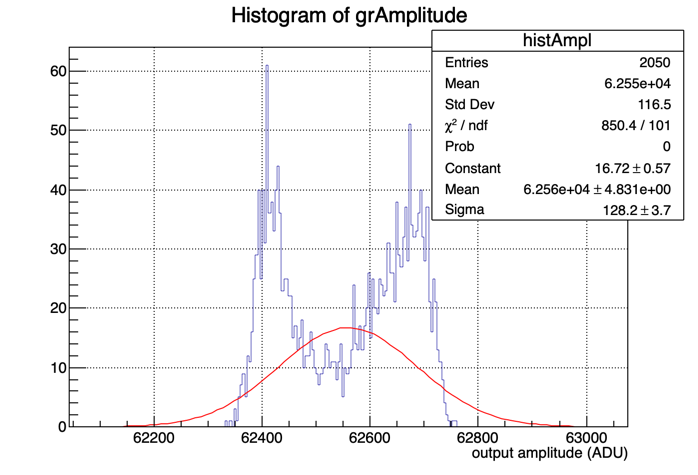 Histogram of grAmplitude
histAmpl
Entries 2050
Mean 6.255e+04
Std Dev 116.5
χ² / ndf 850.4 / 101
Prob 0
Constant 16.72 ± 0.57
Mean 6.256e+04 ± 4.831e+00
Sigma 128.2 ± 3.7
60
50
40
30
20
10
0
62200 62400 62600 62800 63000
output amplitude (ADU)